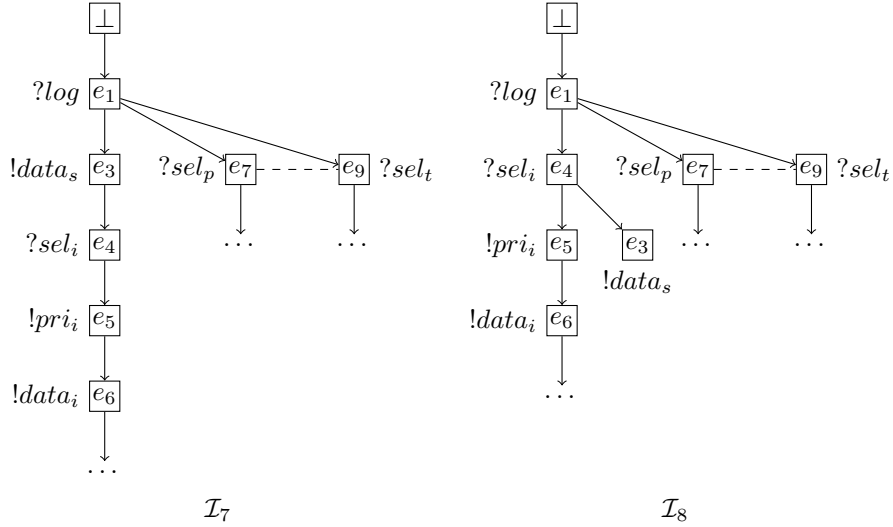 ⊥ ⊥
?log e₁ ?log e₁
!dataₛ e₃ ?selₚ e₇ e₉ ?selₜ ?selᵢ e₄ ?selₚ e₇ e₉ ?selₜ
?selᵢ e₄ ... ... !priᵢ e₅ e₃ ... ...
!dataₛ
!priᵢ e₅ !dataᵢ e₆
!dataᵢ e₆ ...
...
I₇ I₈